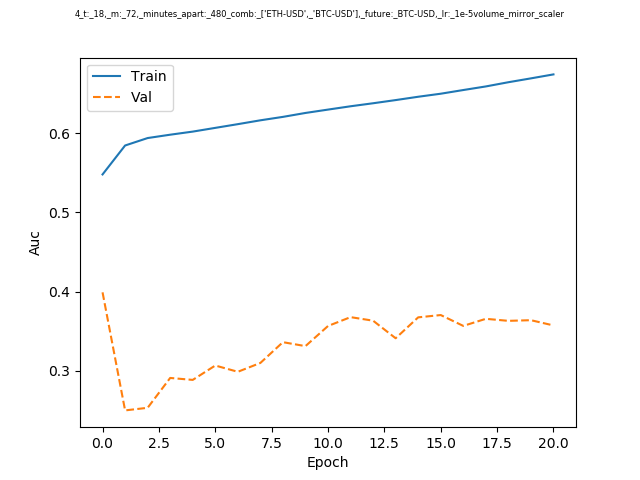 4_t:_18,_m:_72,_minutes_apart:_480_comb:_['ETH-USD',_'BTC-USD'],_future:_BTC-USD,_lr:_1e-5volume_mirror_scaler
Train
Val
0.6
0.5
0.4
0.3
Auc
0.0 2.5 5.0 7.5 10.0 12.5 15.0 17.5 20.0
Epoch